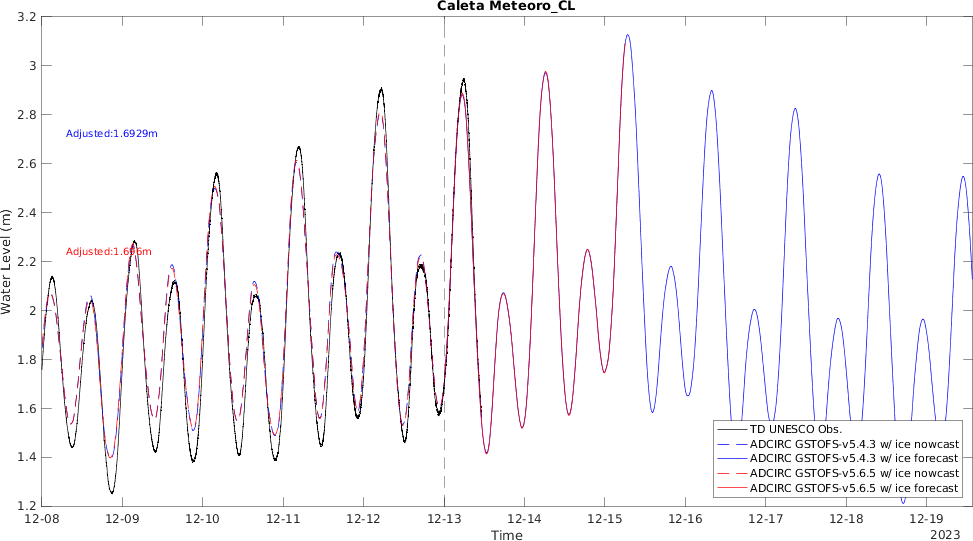 Caleta Meteoro_CL
3.2
3
2.8
2.6
2.4
2.2
2
1.8
1.6
1.4
1.2
Water Level (m)
Adjusted:1.6929m
Adjusted:1.696m
TD UNESCO Obs.
ADCIRC GSTOFS-v5.4.3 w/ ice nowcast
ADCIRC GSTOFS-v5.4.3 w/ ice forecast
ADCIRC GSTOFS-v5.6.5 w/ ice nowcast
ADCIRC GSTOFS-v5.6.5 w/ ice forecast
12-08 12-09 12-10 12-11 12-12 12-13 12-14 12-15 12-16 12-17 12-18 12-19
Time
2023